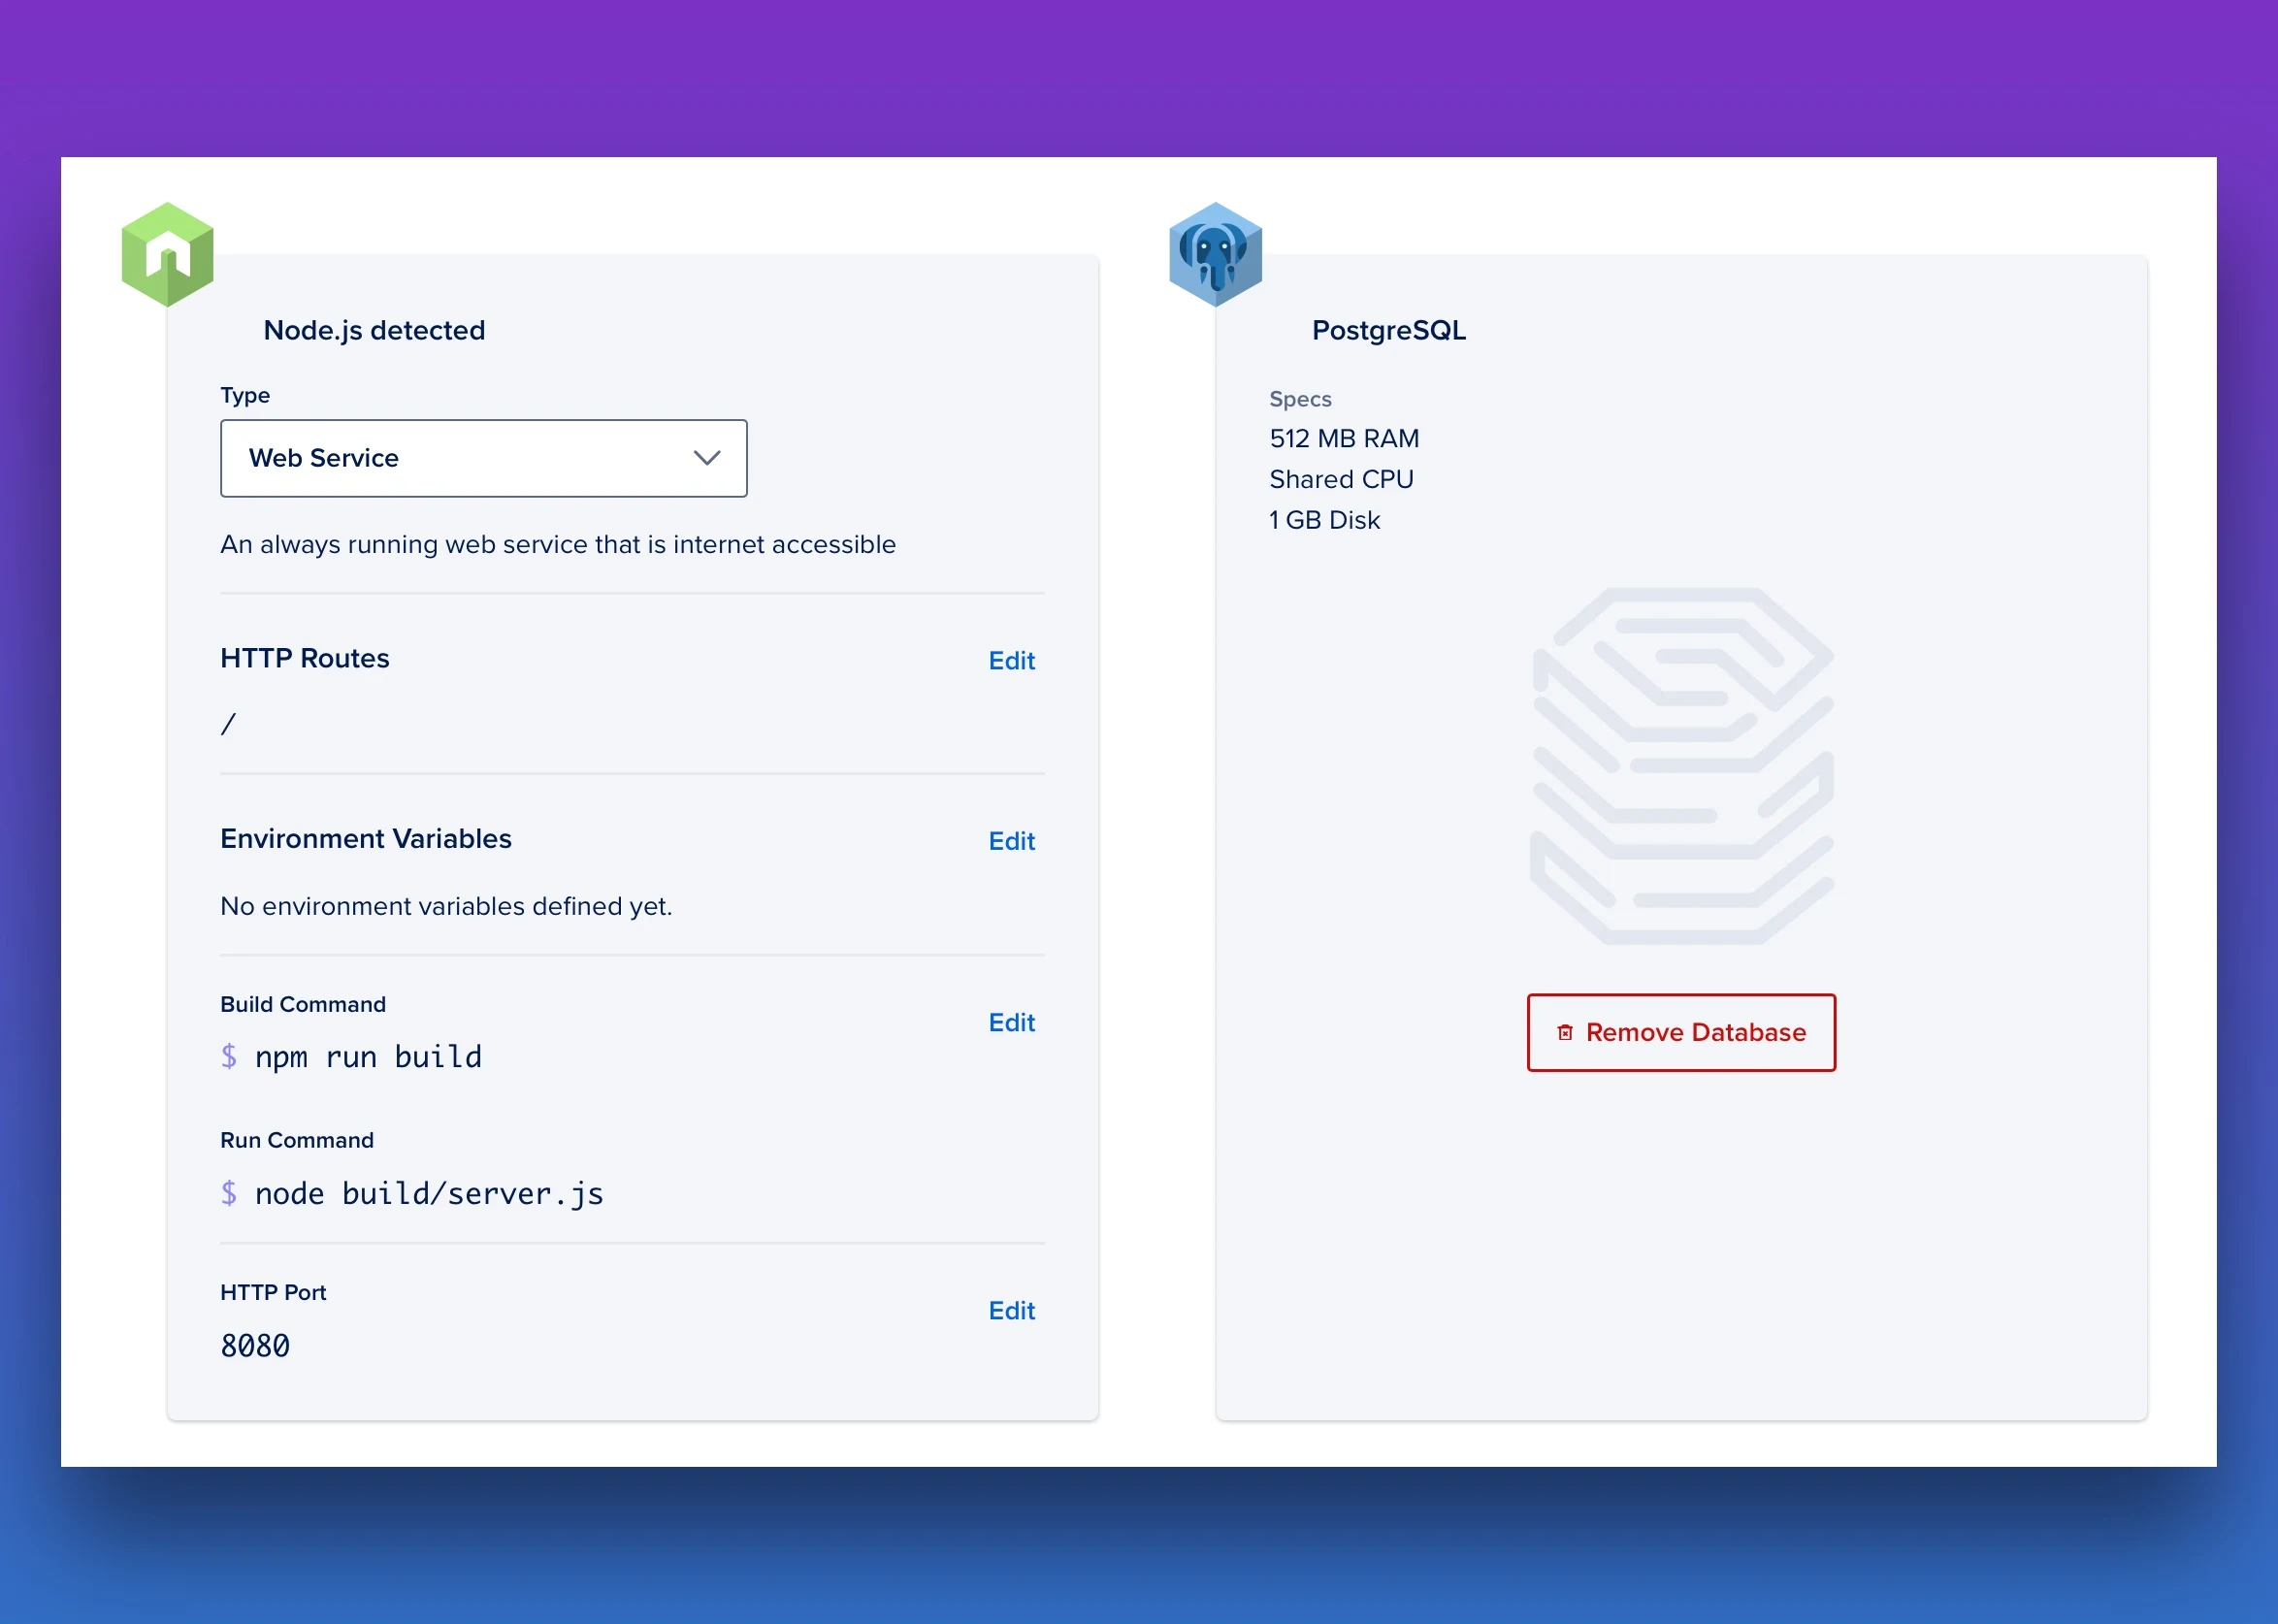 Node.js detected
Type
Web Service
An always running web service that is internet accessible
HTTP Routes
Edit
/
Environment Variables
Edit
No environment variables defined yet.
Build Command
Edit
$ npm run build
Run Command
$ node build/server.js
HTTP Port
Edit
8080
PostgreSQL
Specs
512 MB RAM
Shared CPU
1 GB Disk
Remove Database